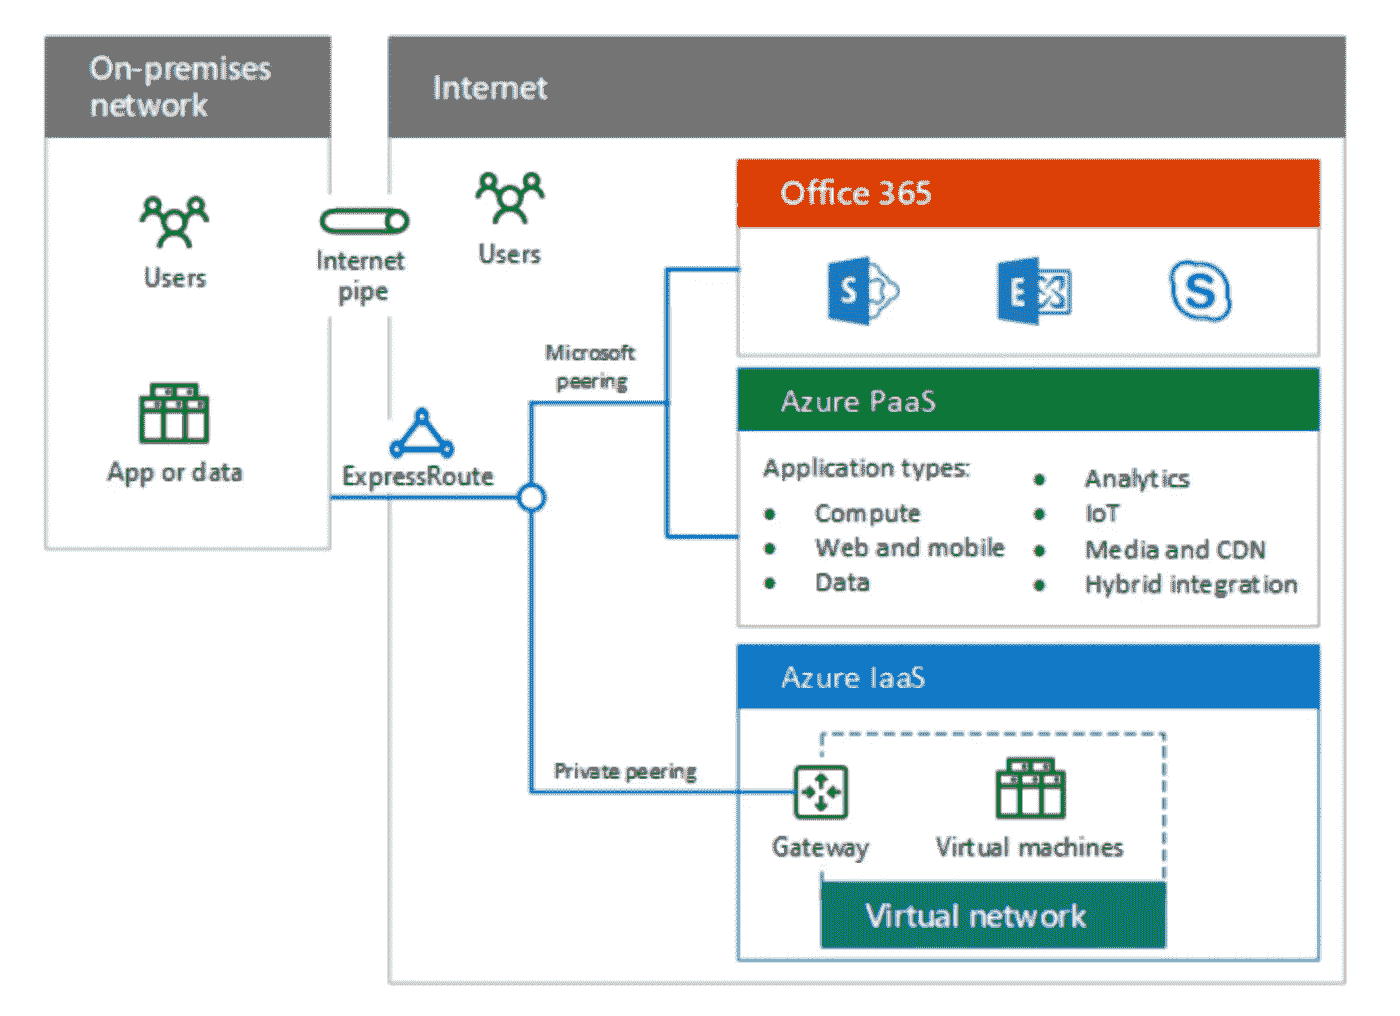 On-premises
network
Internet
Users
Internet
pipe
Users
App or data
ExpressRoute
Microsoft
peering
Private peering
Office 365
S
E
S
Azure PaaS
Application types:
Compute
Web and mobile
Data
Analytics
IoT
Media and CDN
Hybrid integration
Azure IaaS
Gateway
Virtual machines
Virtual network